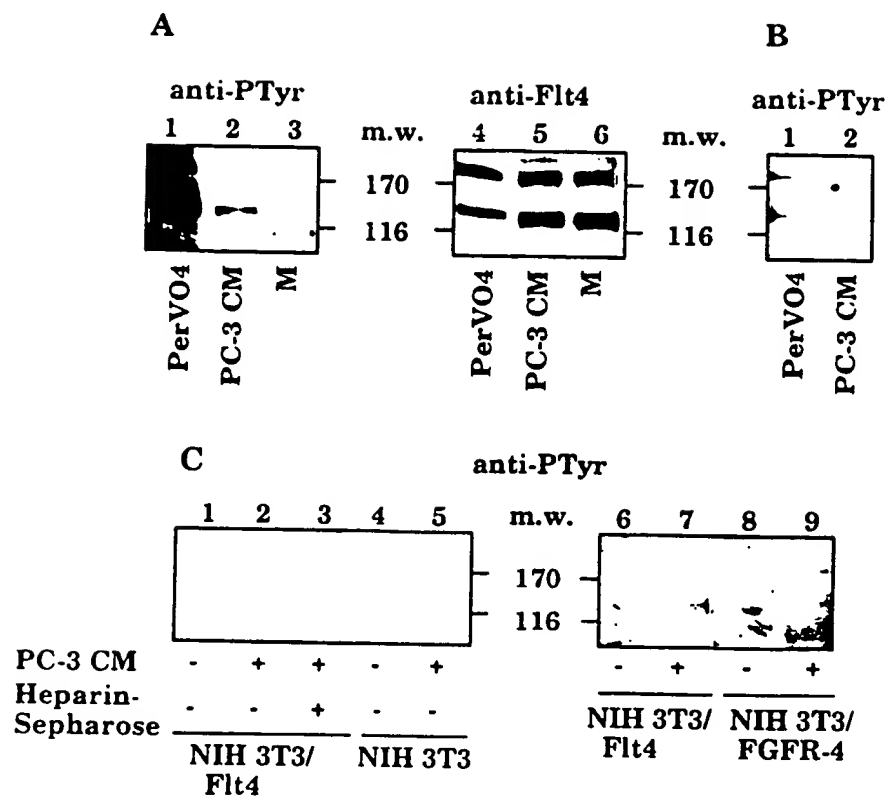 A
B
anti-PTyr
anti-Flt4
anti-PTyr
1 2 3 m.w. 4 5 6 1 2
170 170
116 116
PerVO4
PC-3 CM
M
PerVO4
PC-3 CM
M
PerVO4
PC-3 CM
C
anti-PTyr
1 2 3 4 5 m.w. 6 7 8 9
170
116
PC-3 CM - + + - + - + - +
Heparin-
Sepharose - - + - -
NIH 3T3/
Flt4
NIH 3T3
NIH 3T3/
Flt4
NIH 3T3/
FGFR-4